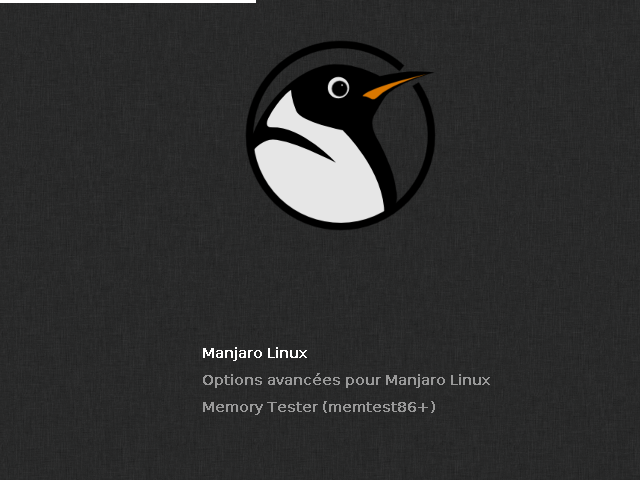 Manjaro Linux
Options avancées pour Manjaro Linux
Memory Tester (memtest86+)